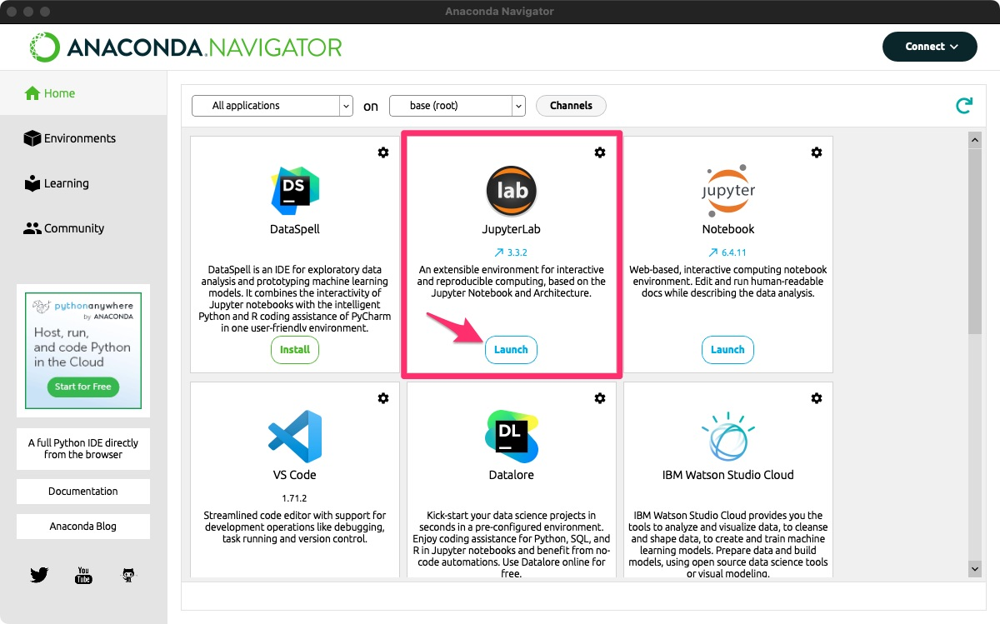 Anaconda Navigator
ANACONDA.NAVIGATOR
Connect
Home
Environments
Learning
Community
pythonanywhere
by ANACONDA
Host, run,
and code Python
in the Cloud
Start for Free
A full Python IDE directly
from the browser
Documentation
Anaconda Blog
You
Tube
All applications
on
base (root)
Channels
DS
DataSpell
DataSpell is an IDE for exploratory data
analysis and prototyping machine learning
models. It combines the interactivity of
Jupyter notebooks with the intelligent
Python and R coding assistance of PyCharm
in one user-friendly environment.
Install
lab
JupyterLab
3.3.2
An extensible environment for interactive
and reproducible computing, based on the
Jupyter Notebook and Architecture.
Launch
jupyter
Notebook
6.4.11
Web-based, interactive computing notebook
environment. Edit and run human-readable
docs while describing the data analysis.
Launch
VS Code
1.71.2
Streamlined code editor with support for
development operations like debugging,
task running and version control.
DL
Datalore
Kick-start your data science projects in
seconds in a pre-configured environment.
Enjoy coding assistance for Python, SQL, and
R in Jupyter notebooks and benefit from no-
code automations. Use Datalore online for
free.
IBM Watson Studio Cloud
IBM Watson Studio Cloud provides you the
tools to analyze and visualize data, to cleanse
and shape data, to create and train machine
learning models. Prepare data and build
models, using open source data science tools
or visual modeling.